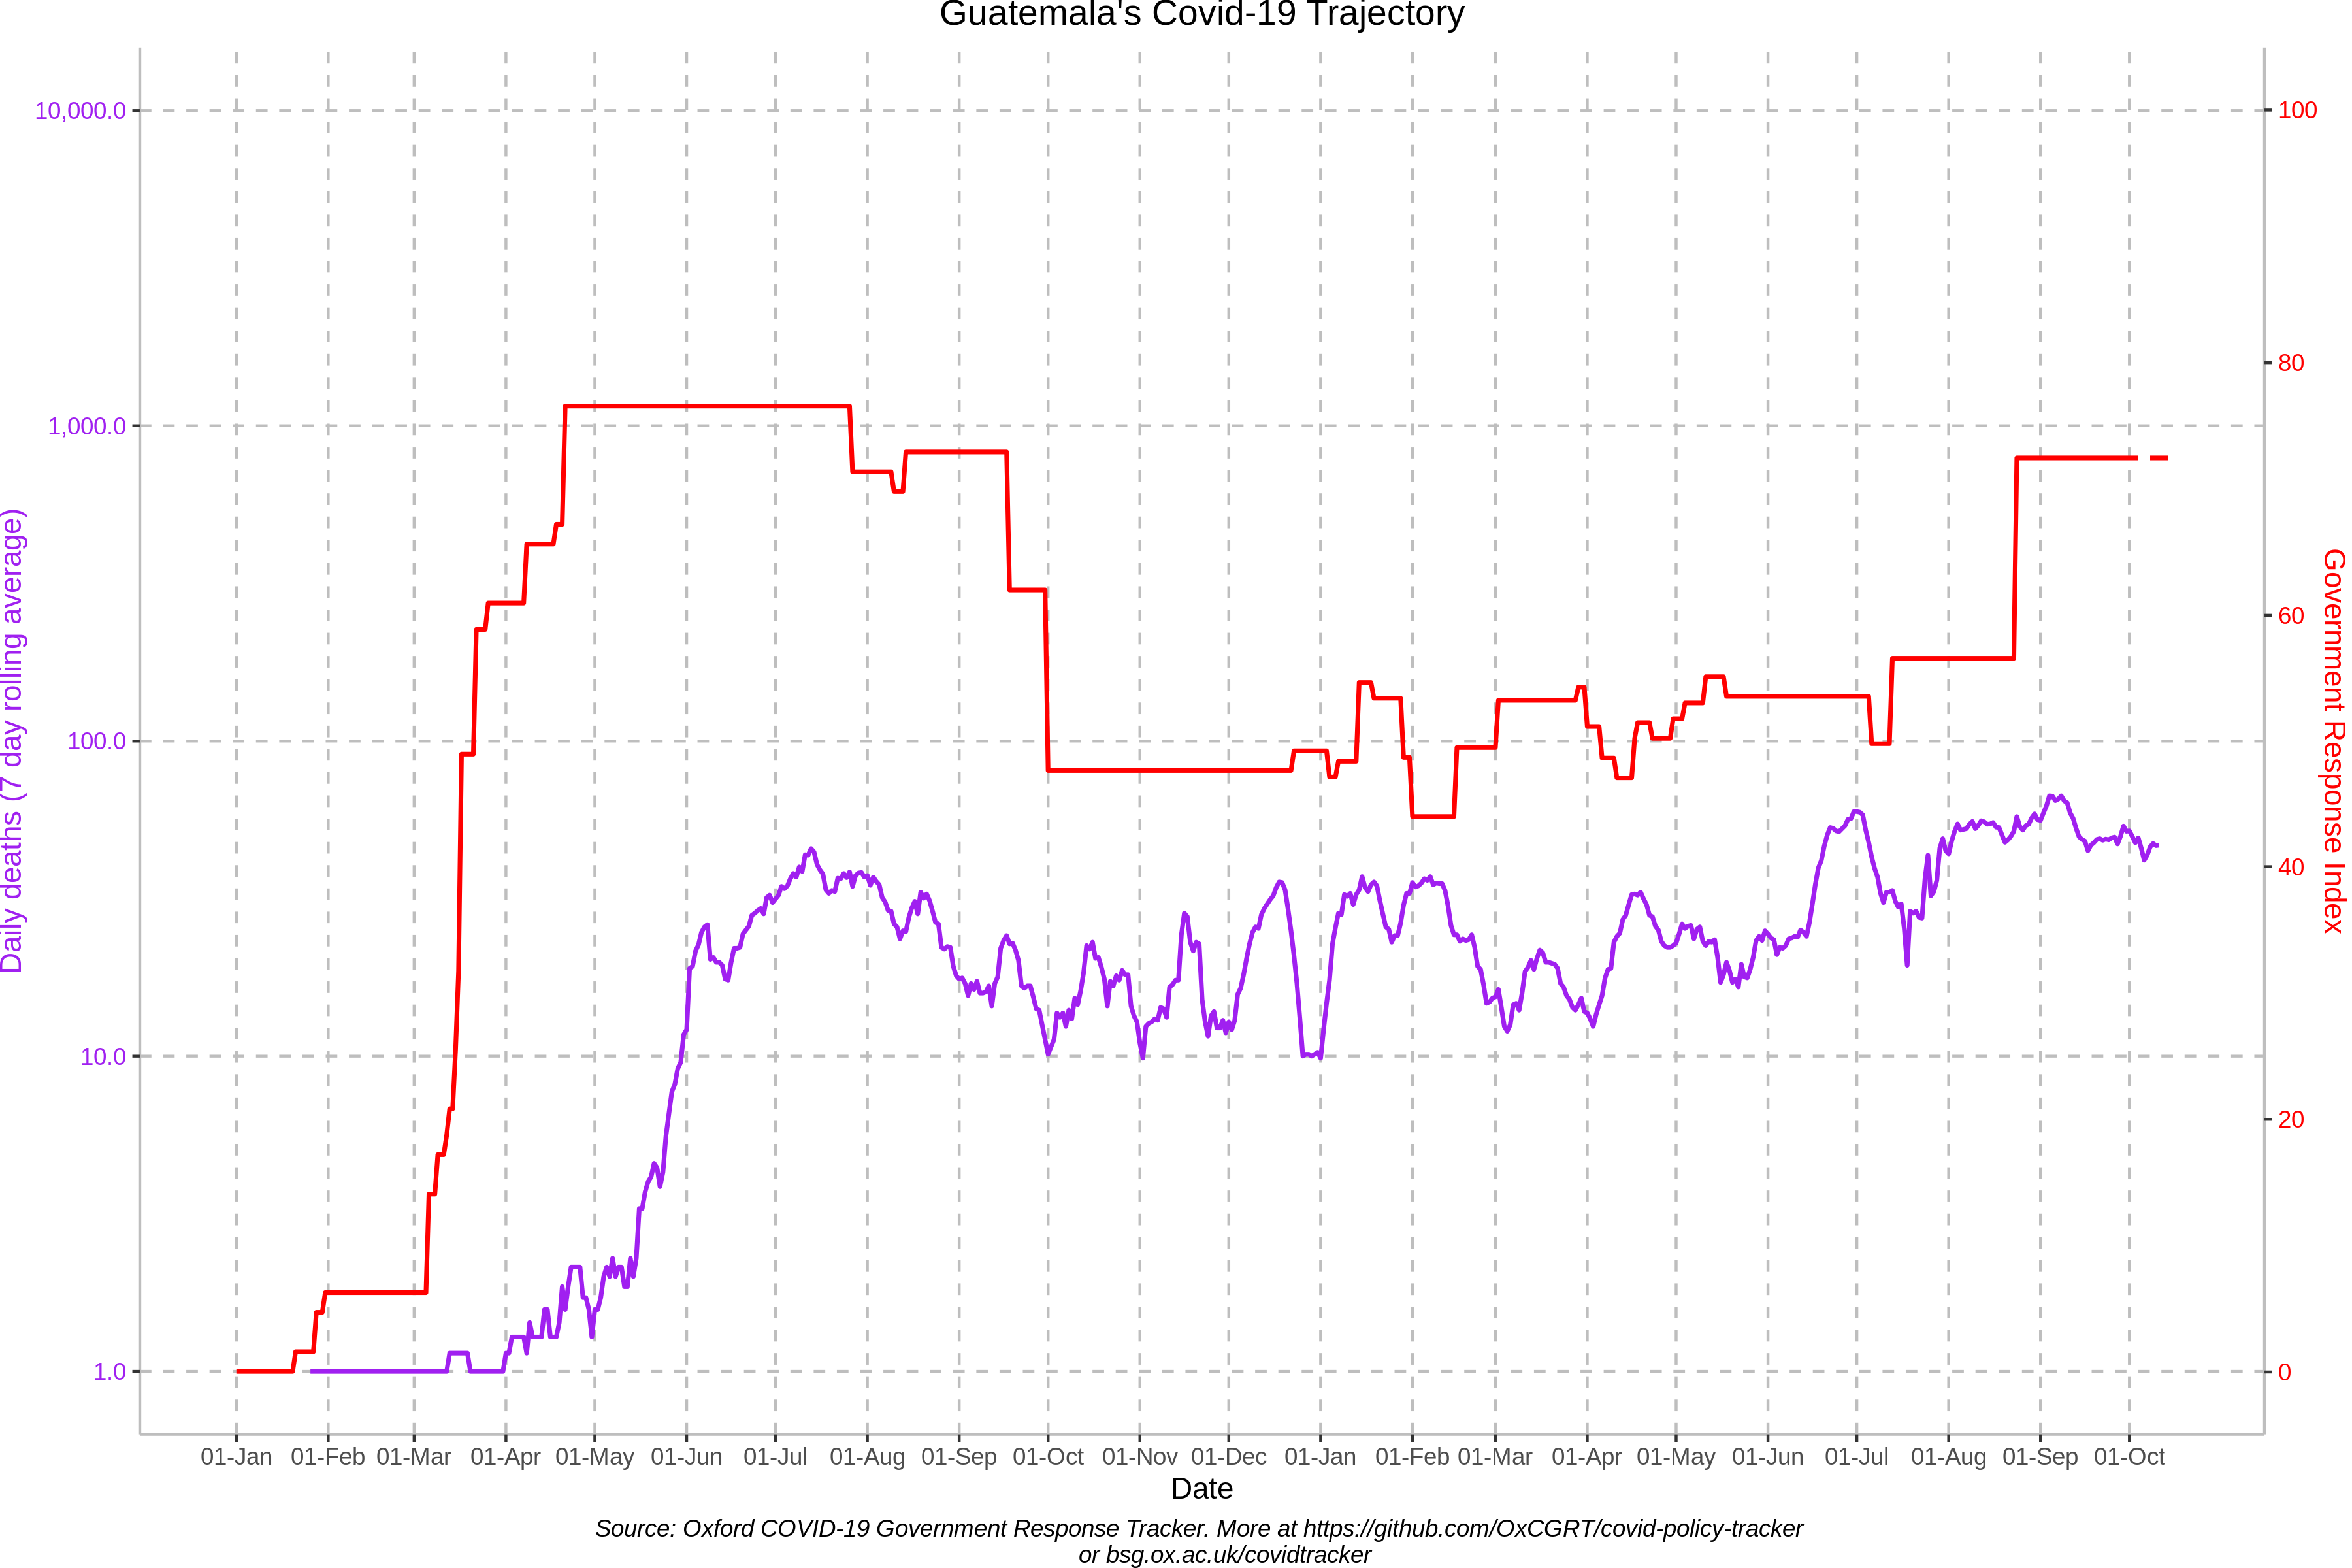 Guatemala's Covid-19 Trajectory
10,000.0
1,000.0
100.0
10.0
1.0
Daily deaths (7 day rolling average)
100
80
60
40
20
0
Government Response Index
01-Jan 01-Feb 01-Mar 01-Apr 01-May 01-Jun 01-Jul 01-Aug 01-Sep 01-Oct 01-Nov 01-Dec 01-Jan 01-Feb 01-Mar 01-Apr 01-May 01-Jun 01-Jul 01-Aug 01-Sep 01-Oct
Date
Source: Oxford COVID-19 Government Response Tracker. More at https://github.com/OxCGRT/covid-policy-tracker
or bsg.ox.ac.uk/covidtracker